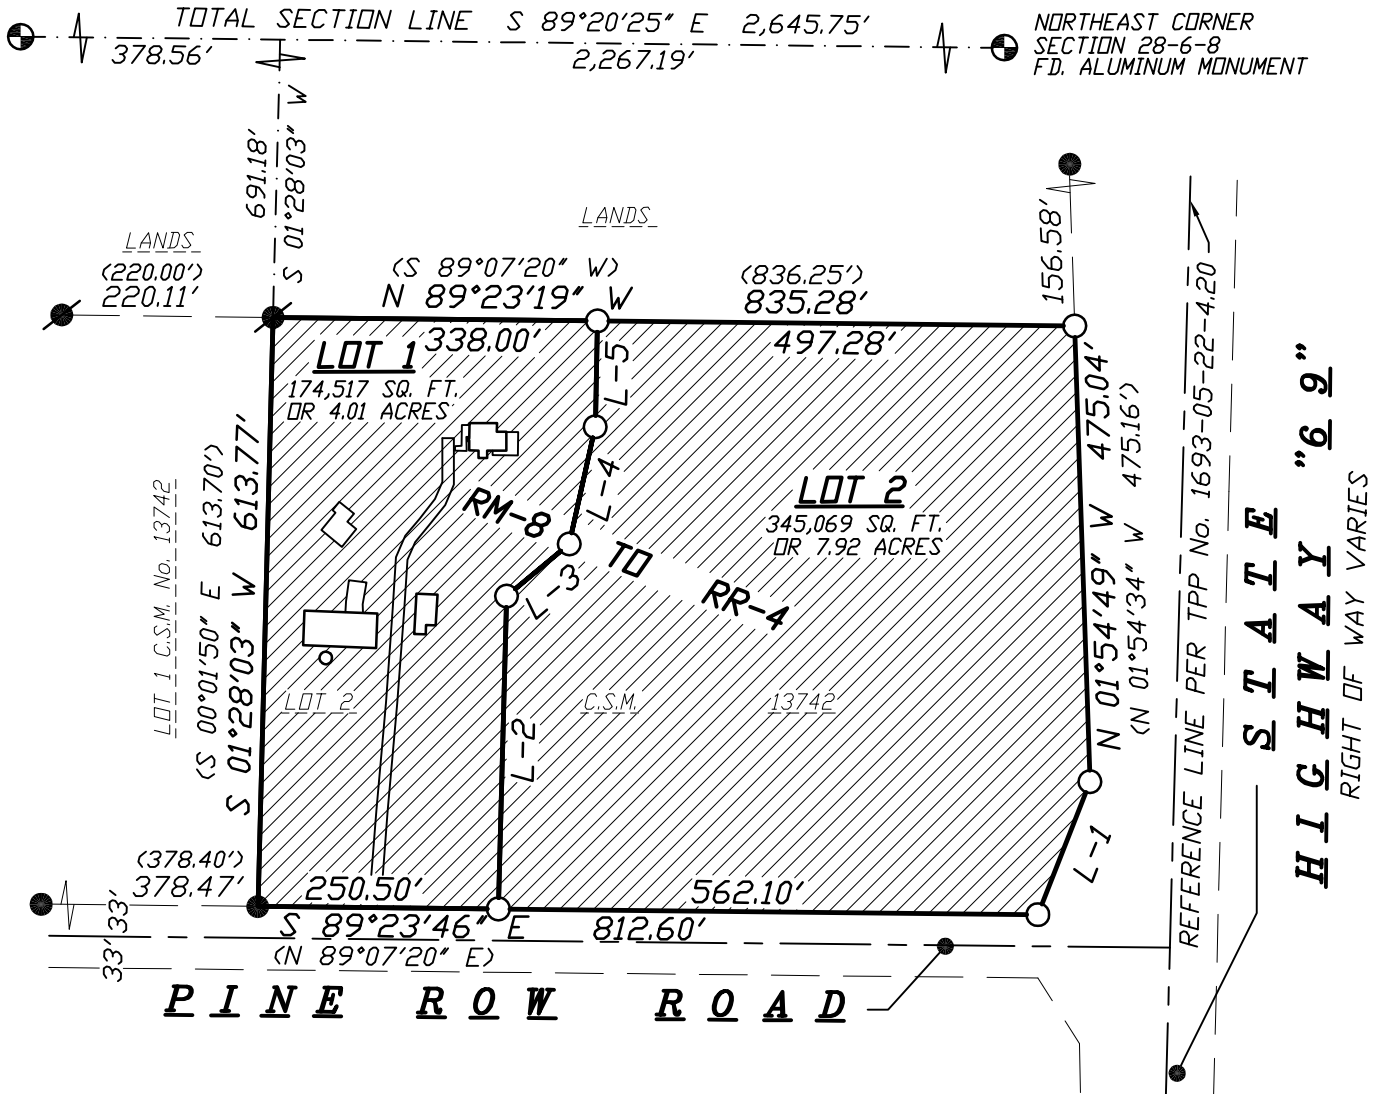 TOTAL SECTION LINE S 89°20'25" E 2,645.75'
378.56'
2,267.19'
NORTHEAST CORNER
SECTION 28-6-8
FD. ALUMINUM MONUMENT
691.18'
S 01°28'03" W
LANDS
(220.00')
220.11'
LANDS
(S 89°07'20" W)
N 89°23'19" W
(836.25')
835.28'
156.58'
338.00'
497.28'
LOT 1
174,517 SQ. FT.
OR 4.01 ACRES
L-5
L-4
L-3
L-2
L-1
RM-8 TO RR-4
LOT 2
345,069 SQ. FT.
OR 7.92 ACRES
LOT 1 C.S.M. No. 13742
(S 00°01'50" E 613.70')
S 01°28'03" W 613.77'
LOT 2 C.S.M. 13742
N 01°54'49" W 475.04'
(N 01°54'34" W 475.16')
REFERENCE LINE PER TPP No. 1693-05-22-4.20
STATE
HIGHWAY "69"
RIGHT OF WAY VARIES
(378.40')
378.47'
250.50'
562.10'
S 89°23'46" E 812.60'
(N 89°07'20" E)
33'
33'
PINE ROW ROAD